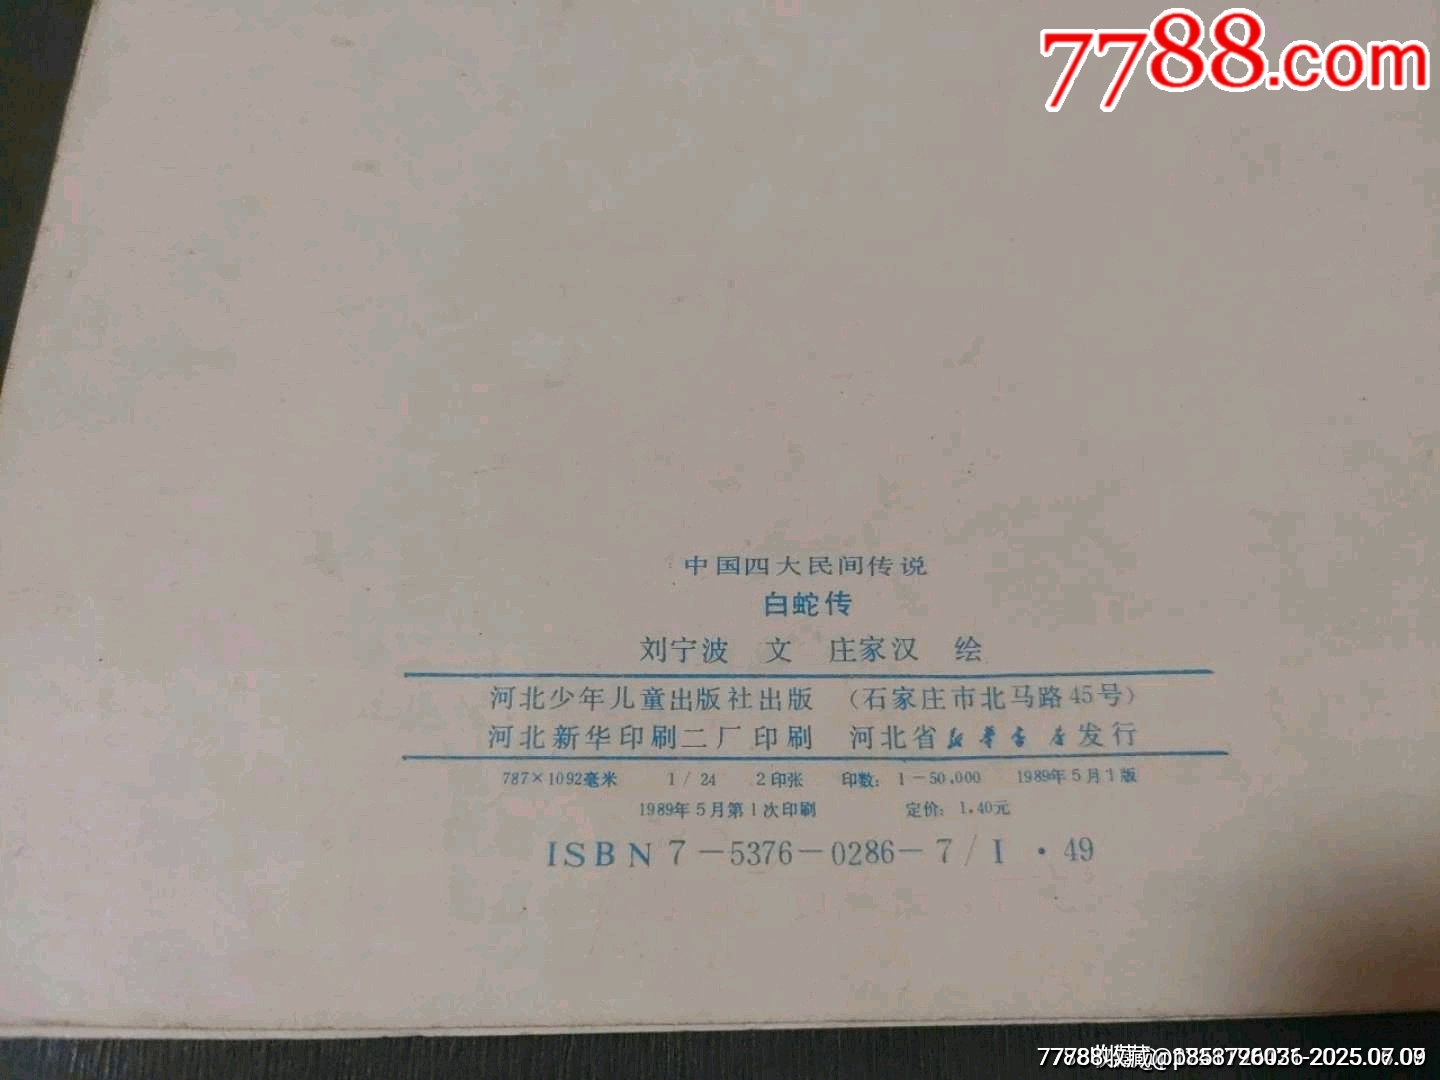 7788.com
中国四大民间传说
白蛇传
刘宁波 文 庄家汉 绘
河北少年儿童出版社出版 (石家庄市北马路45号)
河北新华印刷二厂印刷 河北省新华书店发行
787×1092毫米 1/24 2印张 印数:1-50,000 1989年5月1版
1989年5月第1次印刷 定价:1.40元
ISBN 7-5376-0286-7/I·49